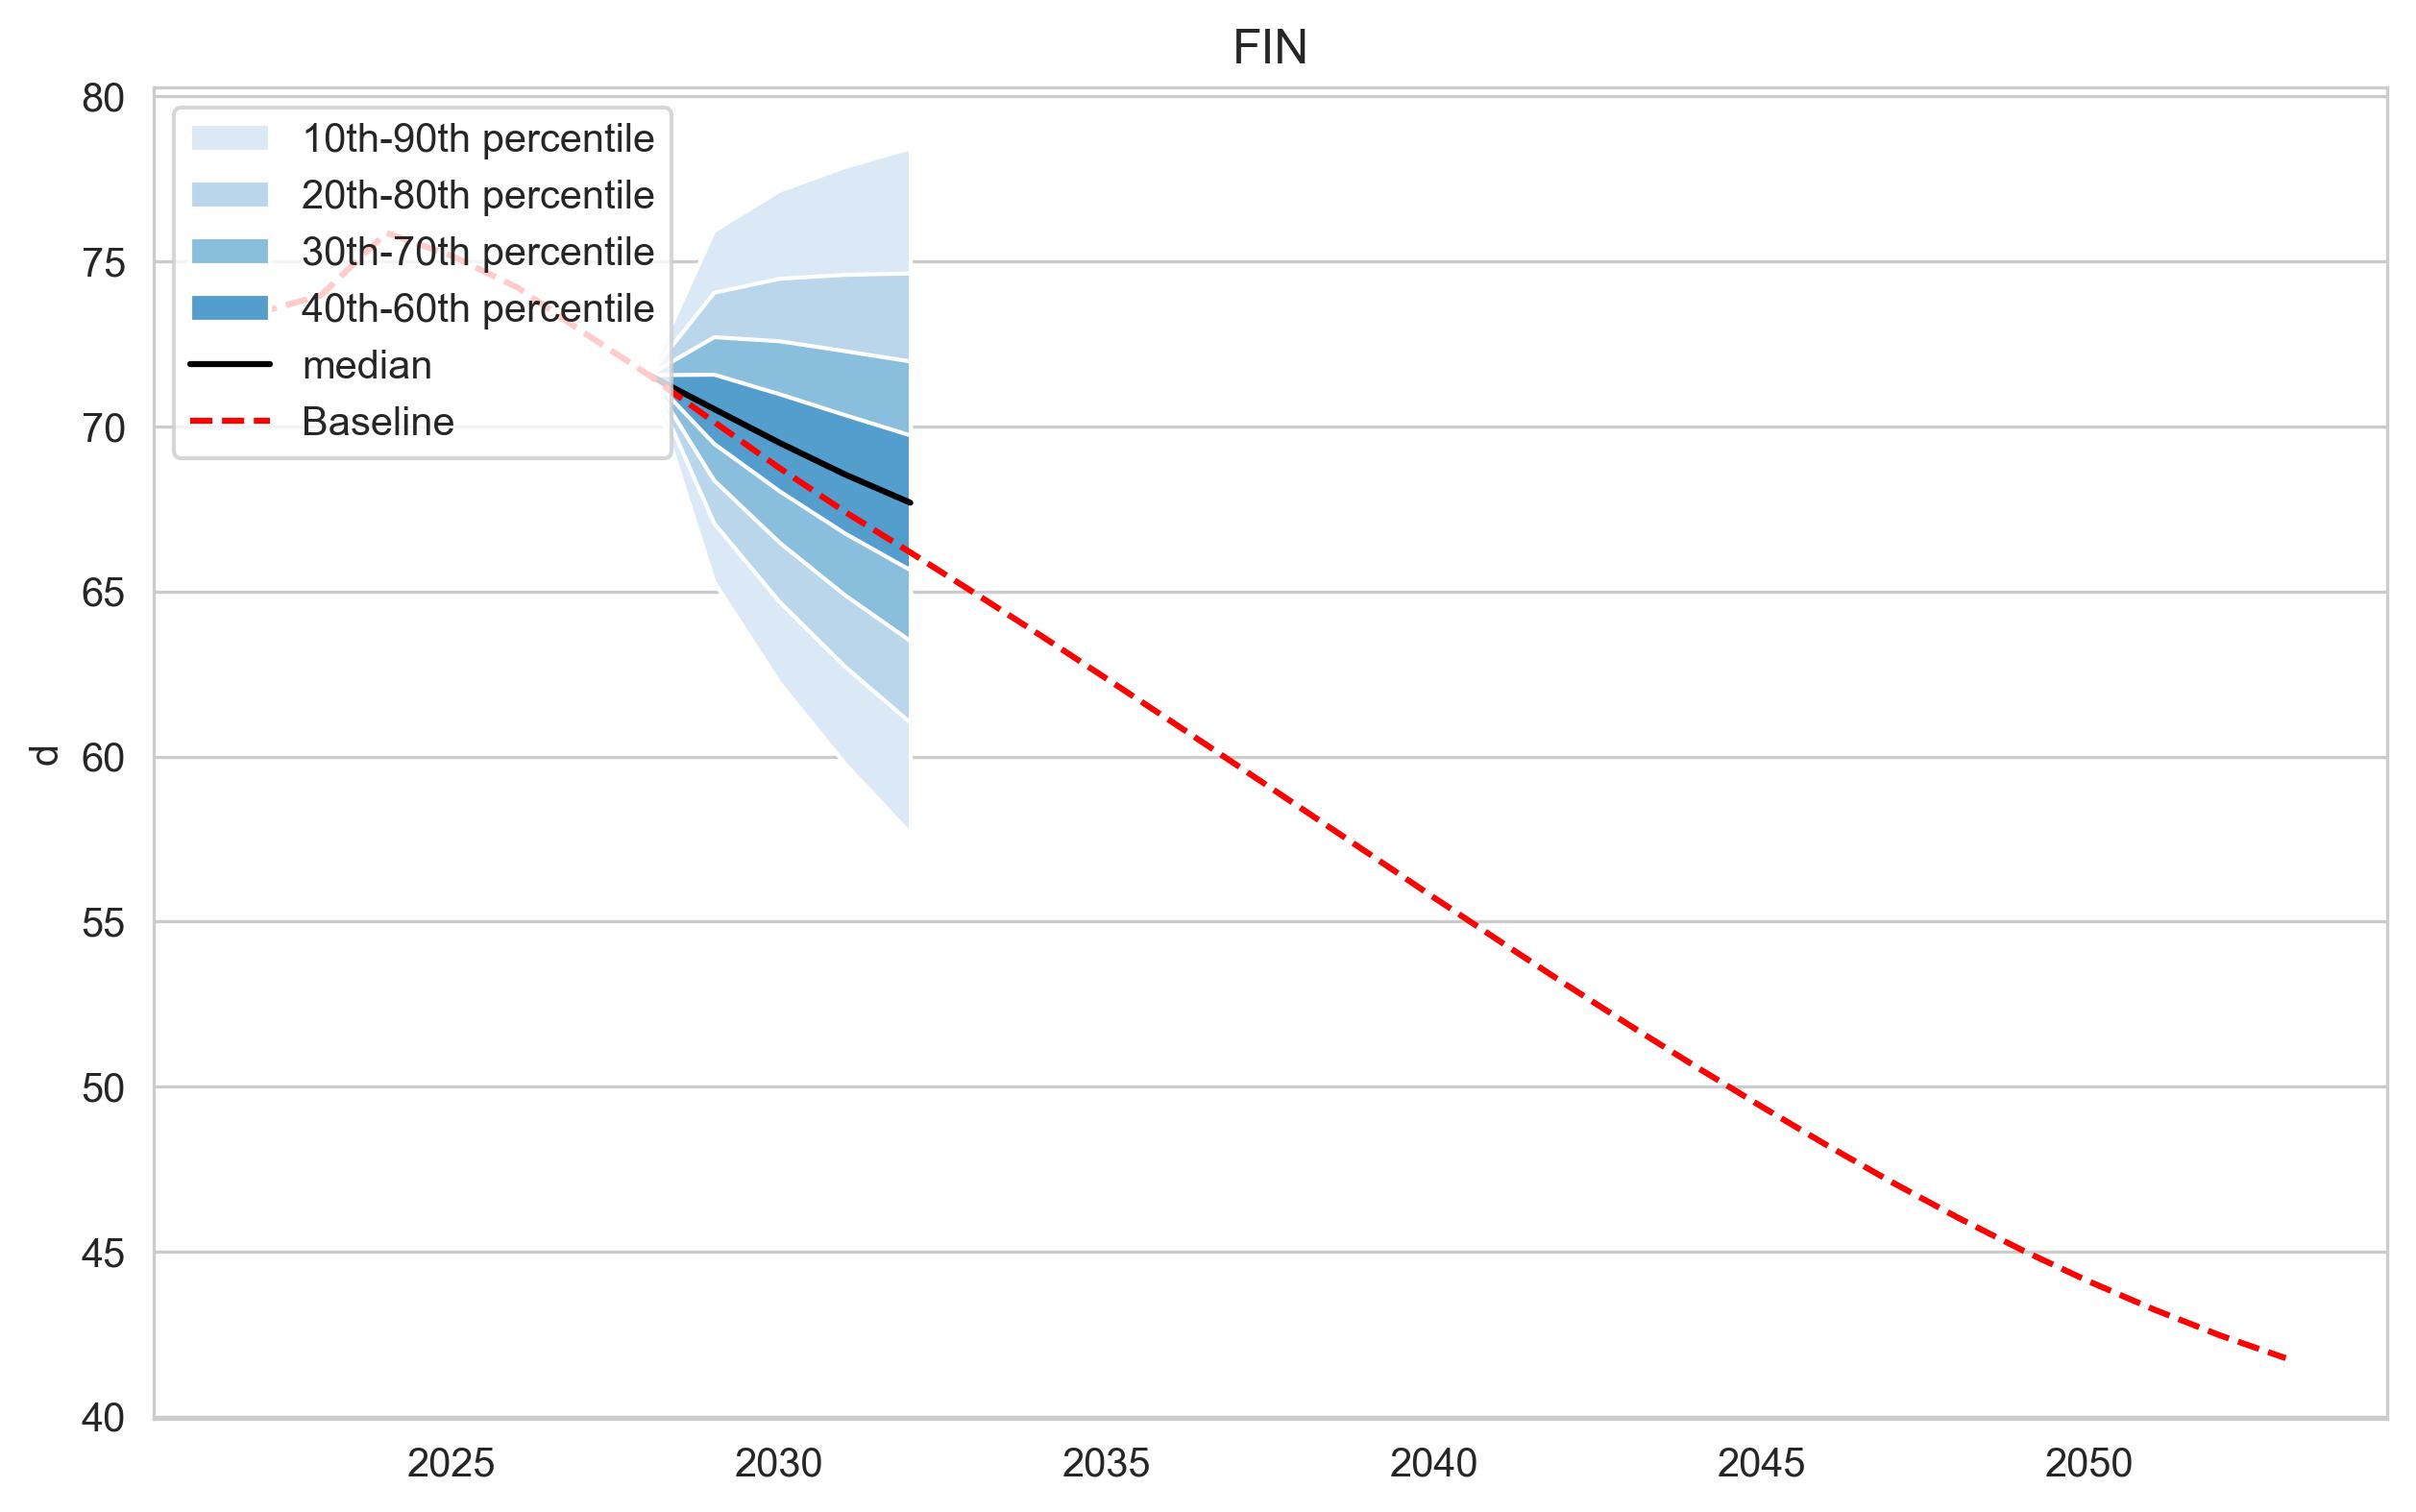 FIN
80
75
70
65
60
55
50
45
40
d
10th-90th percentile
20th-80th percentile
30th-70th percentile
40th-60th percentile
median
Baseline
2025 2030 2035 2040 2045 2050